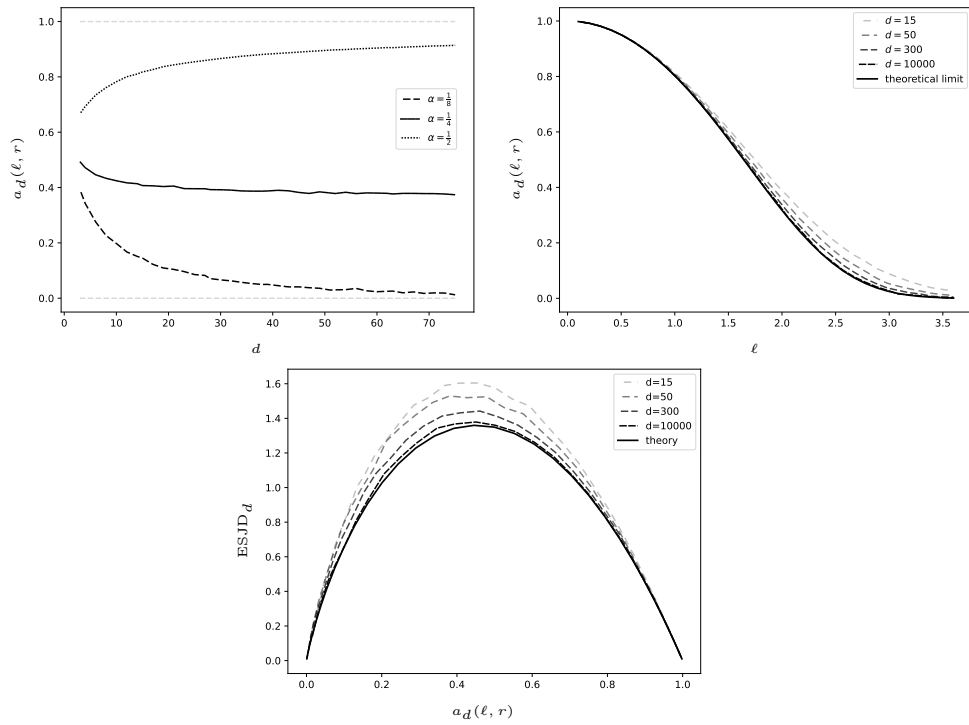 1.0
0.8
0.6
0.4
0.2
0.0
a_d(ℓ, r)
α = 1/8
α = 1/4
α = 1/2
0 10 20 30 40 50 60 70
d
1.0
0.8
0.6
0.4
0.2
0.0
a_d(ℓ, r)
d = 15
d = 50
d = 300
d = 10000
theoretical limit
0.0 0.5 1.0 1.5 2.0 2.5 3.0 3.5
ℓ
1.6
1.4
1.2
1.0
0.8
0.6
0.4
0.2
0.0
ESJD_d
d=15
d=50
d=300
d=10000
theory
0.0 0.2 0.4 0.6 0.8 1.0
a_d(ℓ, r)